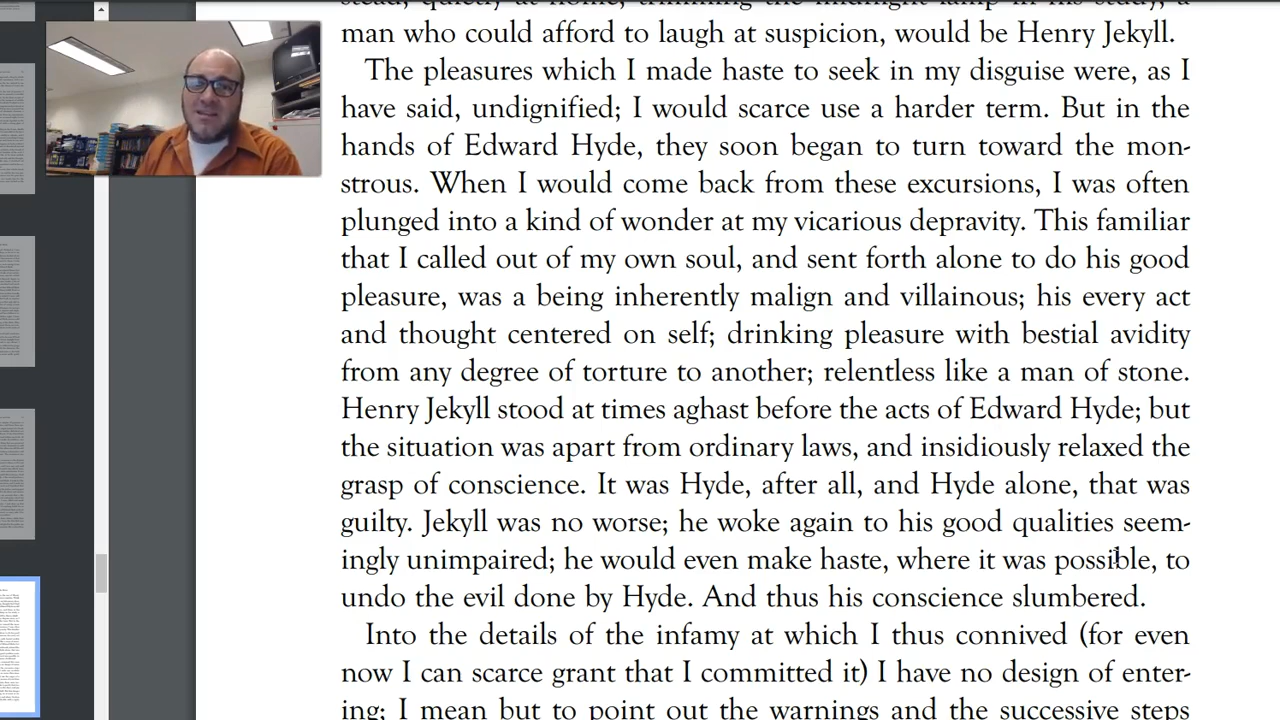 man who could afford to laugh at suspicion, would be Henry Jekyll.
The pleasures which I made haste to seek in my disguise were, as I
have said, undignified; I would scarce use a harder term. But in the
hands of Edward Hyde, they soon began to turn toward the mon-
strous. When I would come back from these excursions, I was often
plunged into a kind of wonder at my vicarious depravity. This familiar
that I called out of my own soul, and sent forth alone to do his good
pleasure, was a being inherently malign and villainous; his every act
and thought centered on self; drinking pleasure with bestial avidity
from any degree of torture to another; relentless like a man of stone.
Henry Jekyll stood at times aghast before the acts of Edward Hyde; but
the situation was apart from ordinary laws, and insidiously relaxed the
grasp of conscience. It was Hyde, after all, and Hyde alone, that was
guilty. Jekyll was no worse; he woke again to his good qualities seem-
ingly unimpaired; he would even make haste, where it was possible, to
undo the evil done by Hyde. And thus his conscience slumbered.
Into the details of the infamy at which I thus connived (for even
now I can scarce grant that I committed it) I have no design of enter-
ing; I mean but to point out the warnings and the successive steps